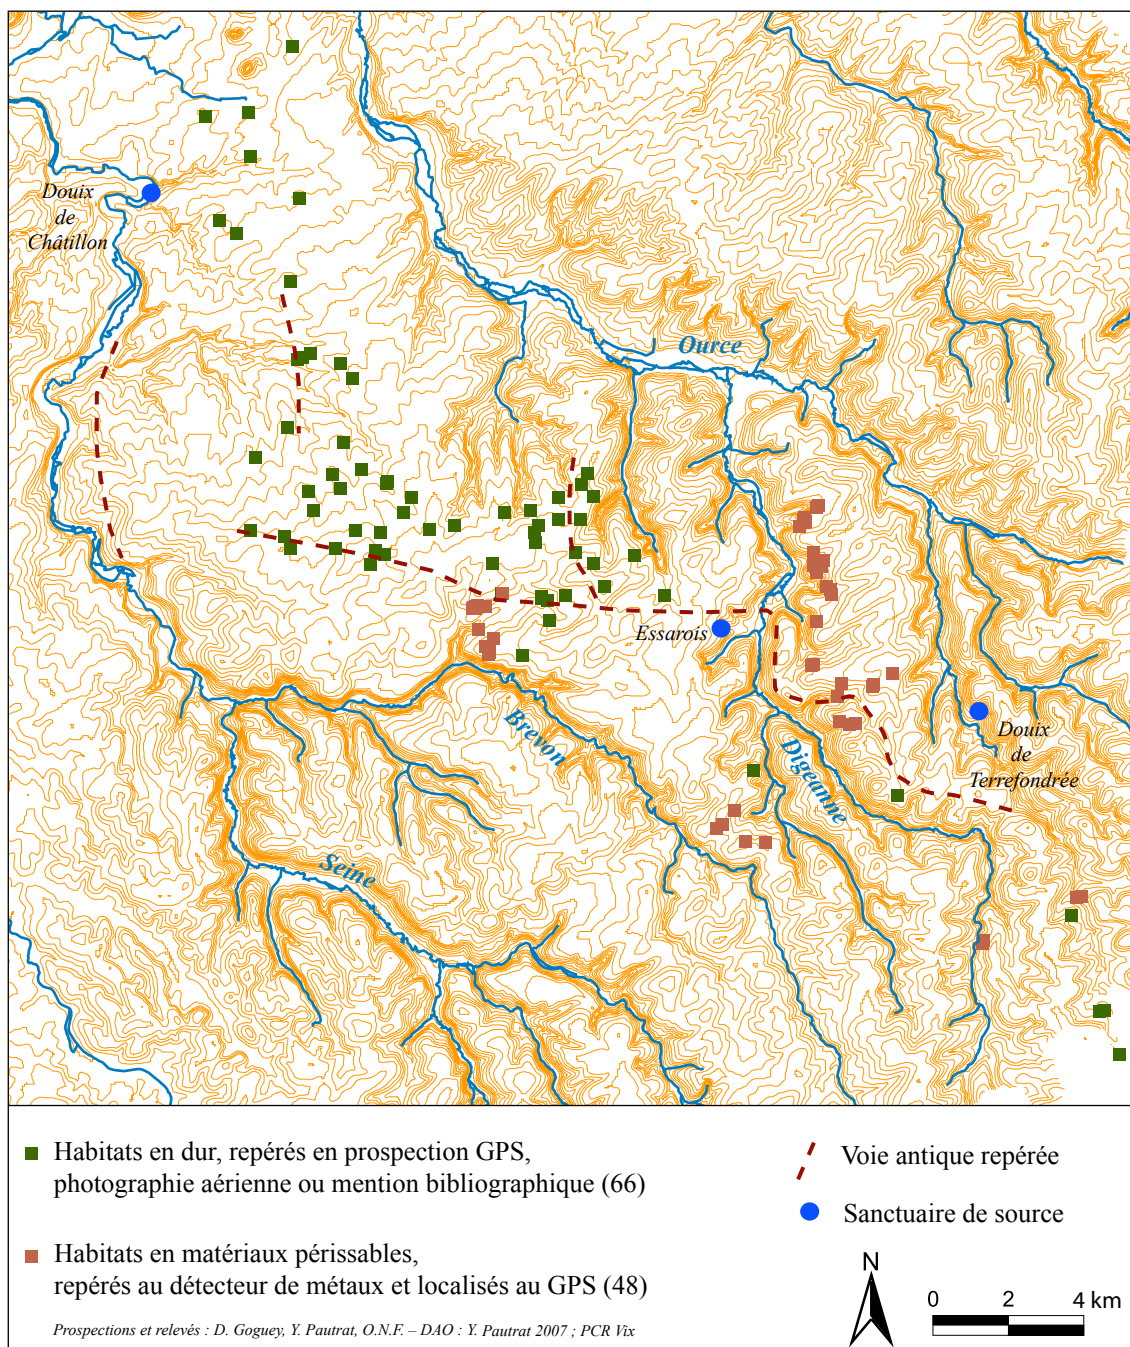 Douix
de
Châtillon
Ource
Essarois
Brevon
Digeanne
Douix
de
Terrefondrée
Seine
Habitats en dur, repérés en prospection GPS,
photographie aérienne ou mention bibliographique (66)
Habitats en matériaux périssables,
repérés au détecteur de métaux et localisés au GPS (48)
Prospections et relevés : D. Goguey, Y. Pautrat, O.N.F. – DAO : Y. Pautrat 2007 ; PCR Vix
Voie antique repérée
Sanctuaire de source
N
0 2 4 km